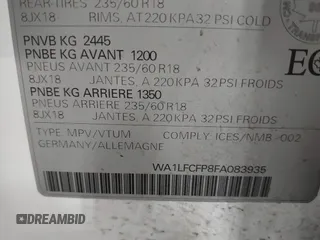 REAR-TIRES: 235/60 R18
8JX18 RIMS, AT 220 KPA 32 PSI COLD
PNVB KG 2445
PNBE KG AVANT 1200
PNEUS AVANT 235/60 R18
8JX18 JANTES, A 220 KPA 32 PSI FROIDS
PNBE KG ARRIERE 1350
PNEUS ARRIERE 235/60 R18
8JX18 JANTES, A 220 KPA 32 PSI FROIDS
TYPE: MPV/VTUM COMPLY: ICES/NMB-002
GERMANY/ALLEMAGNE
WA1LFCFP8FA083935
DREAMBID